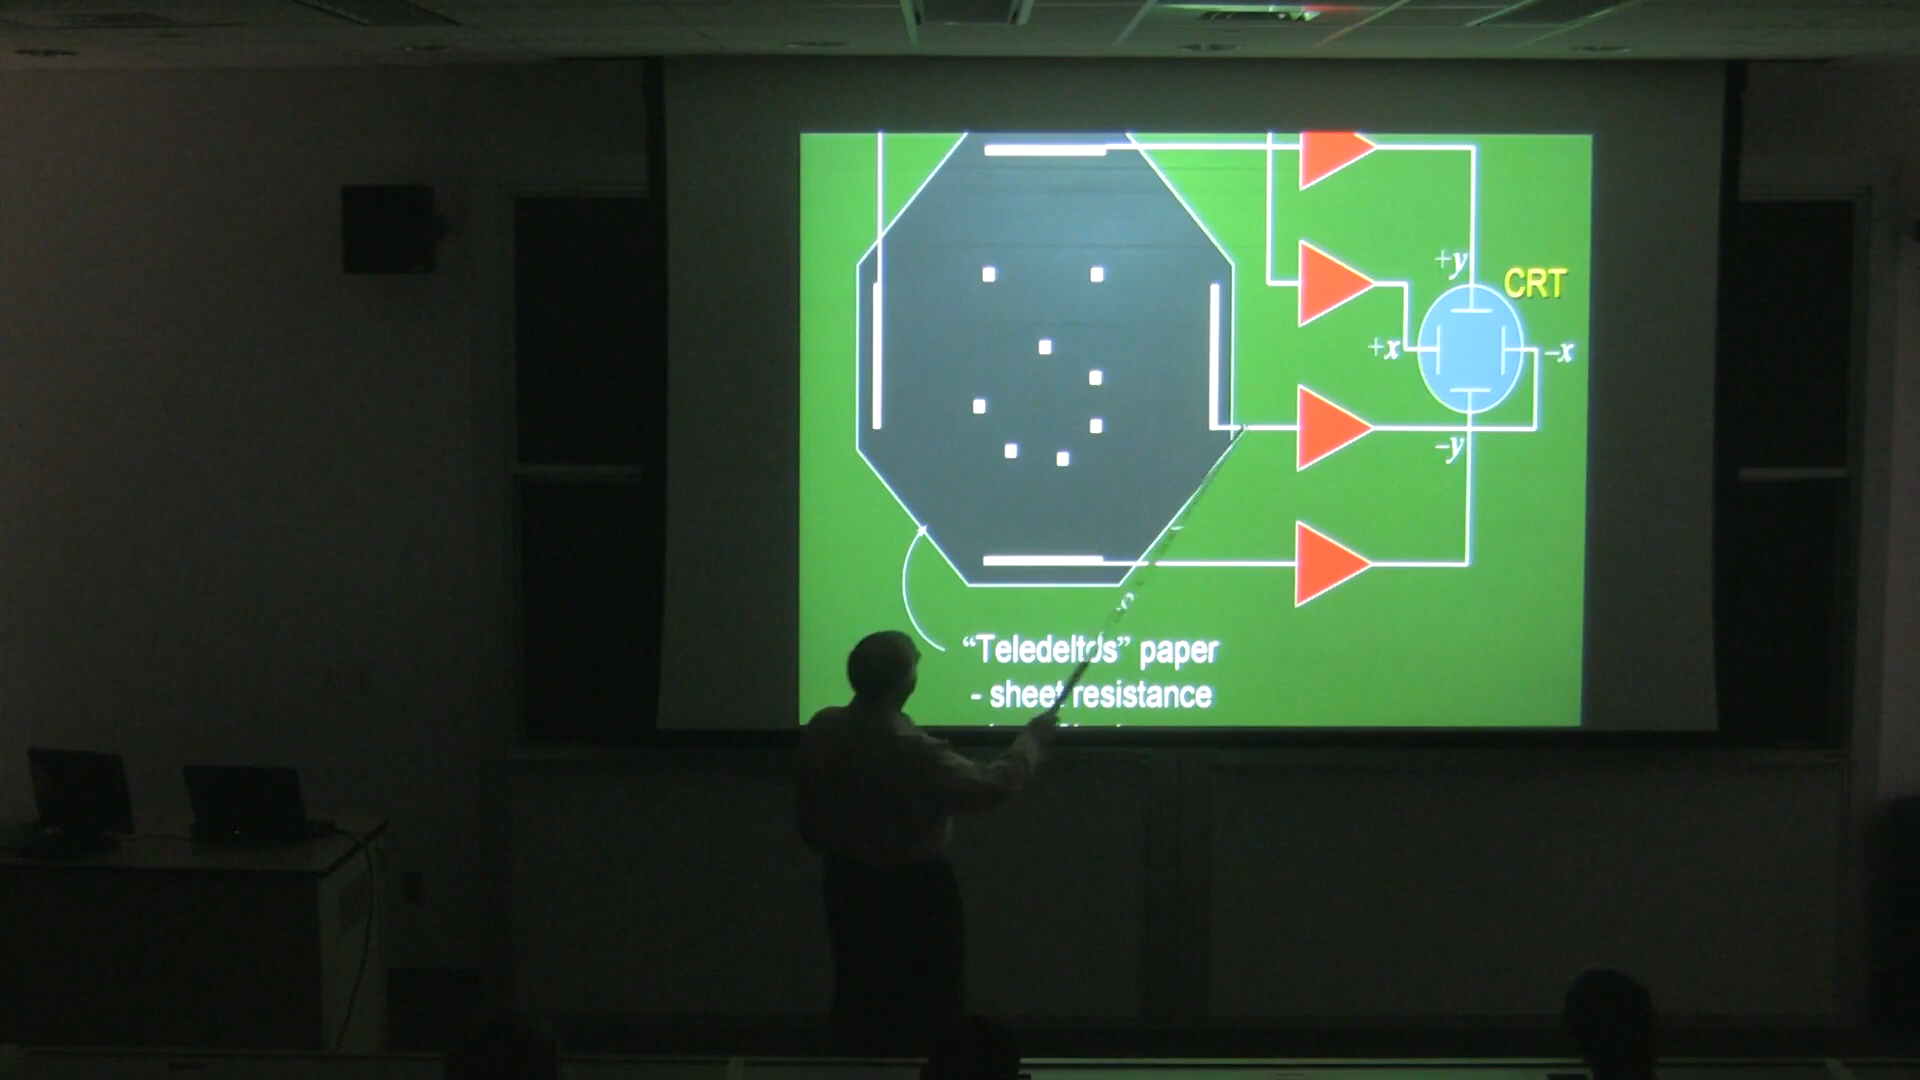 +y
CRT
+x
–x
–y
“Teledeltos” paper
- sheet resistance